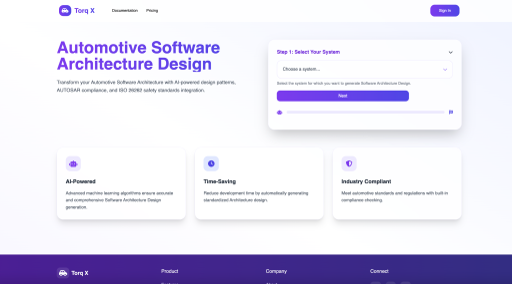 Torq X
Documentation
Pricing
Sign In
Automotive Software
Architecture Design
Transform your Automotive Software Architecture with AI-powered design patterns,
AUTOSAR compliance, and ISO 26262 safety standards integration.
Step 1: Select Your System
Choose a system...
Select the system for which you want to generate Software Architecture Design.
Next
AI-Powered
Advanced machine learning algorithms ensure accurate
and comprehensive Software Architecture Design
generation.
Time-Saving
Reduce development time by automatically generating
standardized Architecture design.
Industry Compliant
Meet automotive standards and regulations with built-in
compliance checking.
Torq X
Product
Company
Connect